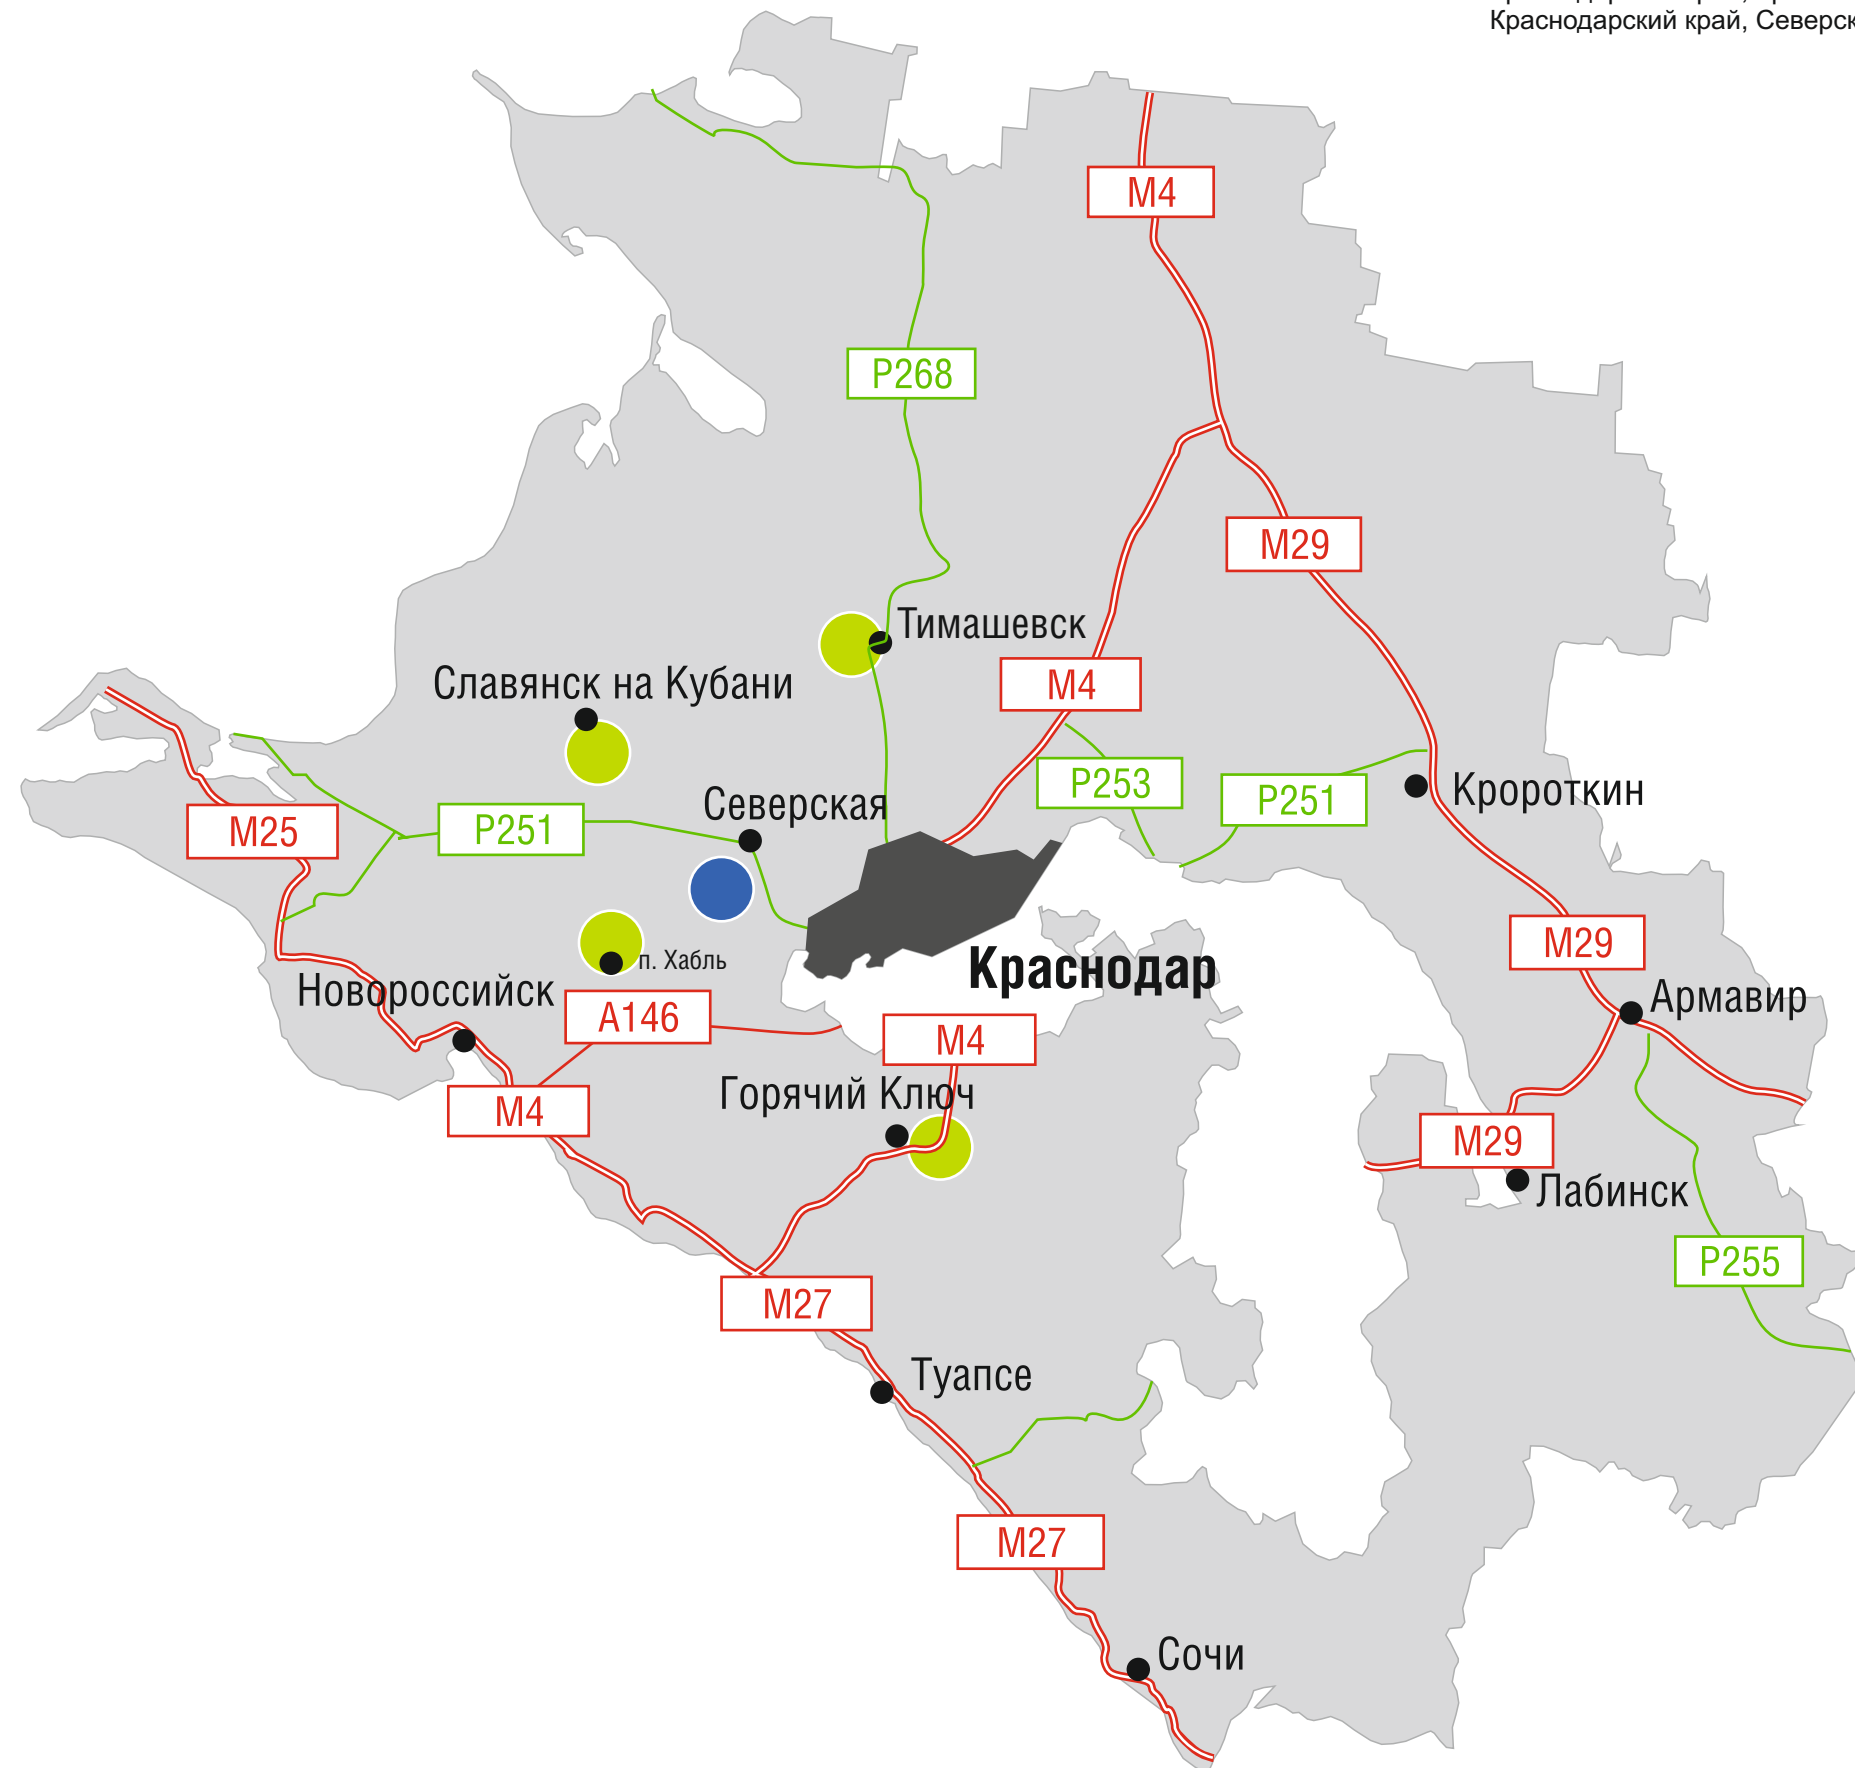 Краснодарский край, Северск
М4
Р268
М29
Тимашевск
Славянск на Кубани
М4
Северская
Р253
Р251
Кророткин
М25
Р251
М29
Краснодар
п. Хабль
Новороссийск
Армавир
А146
М4
Горячий Ключ
М4
М29
Лабинск
Р255
М27
Туапсе
М27
Сочи